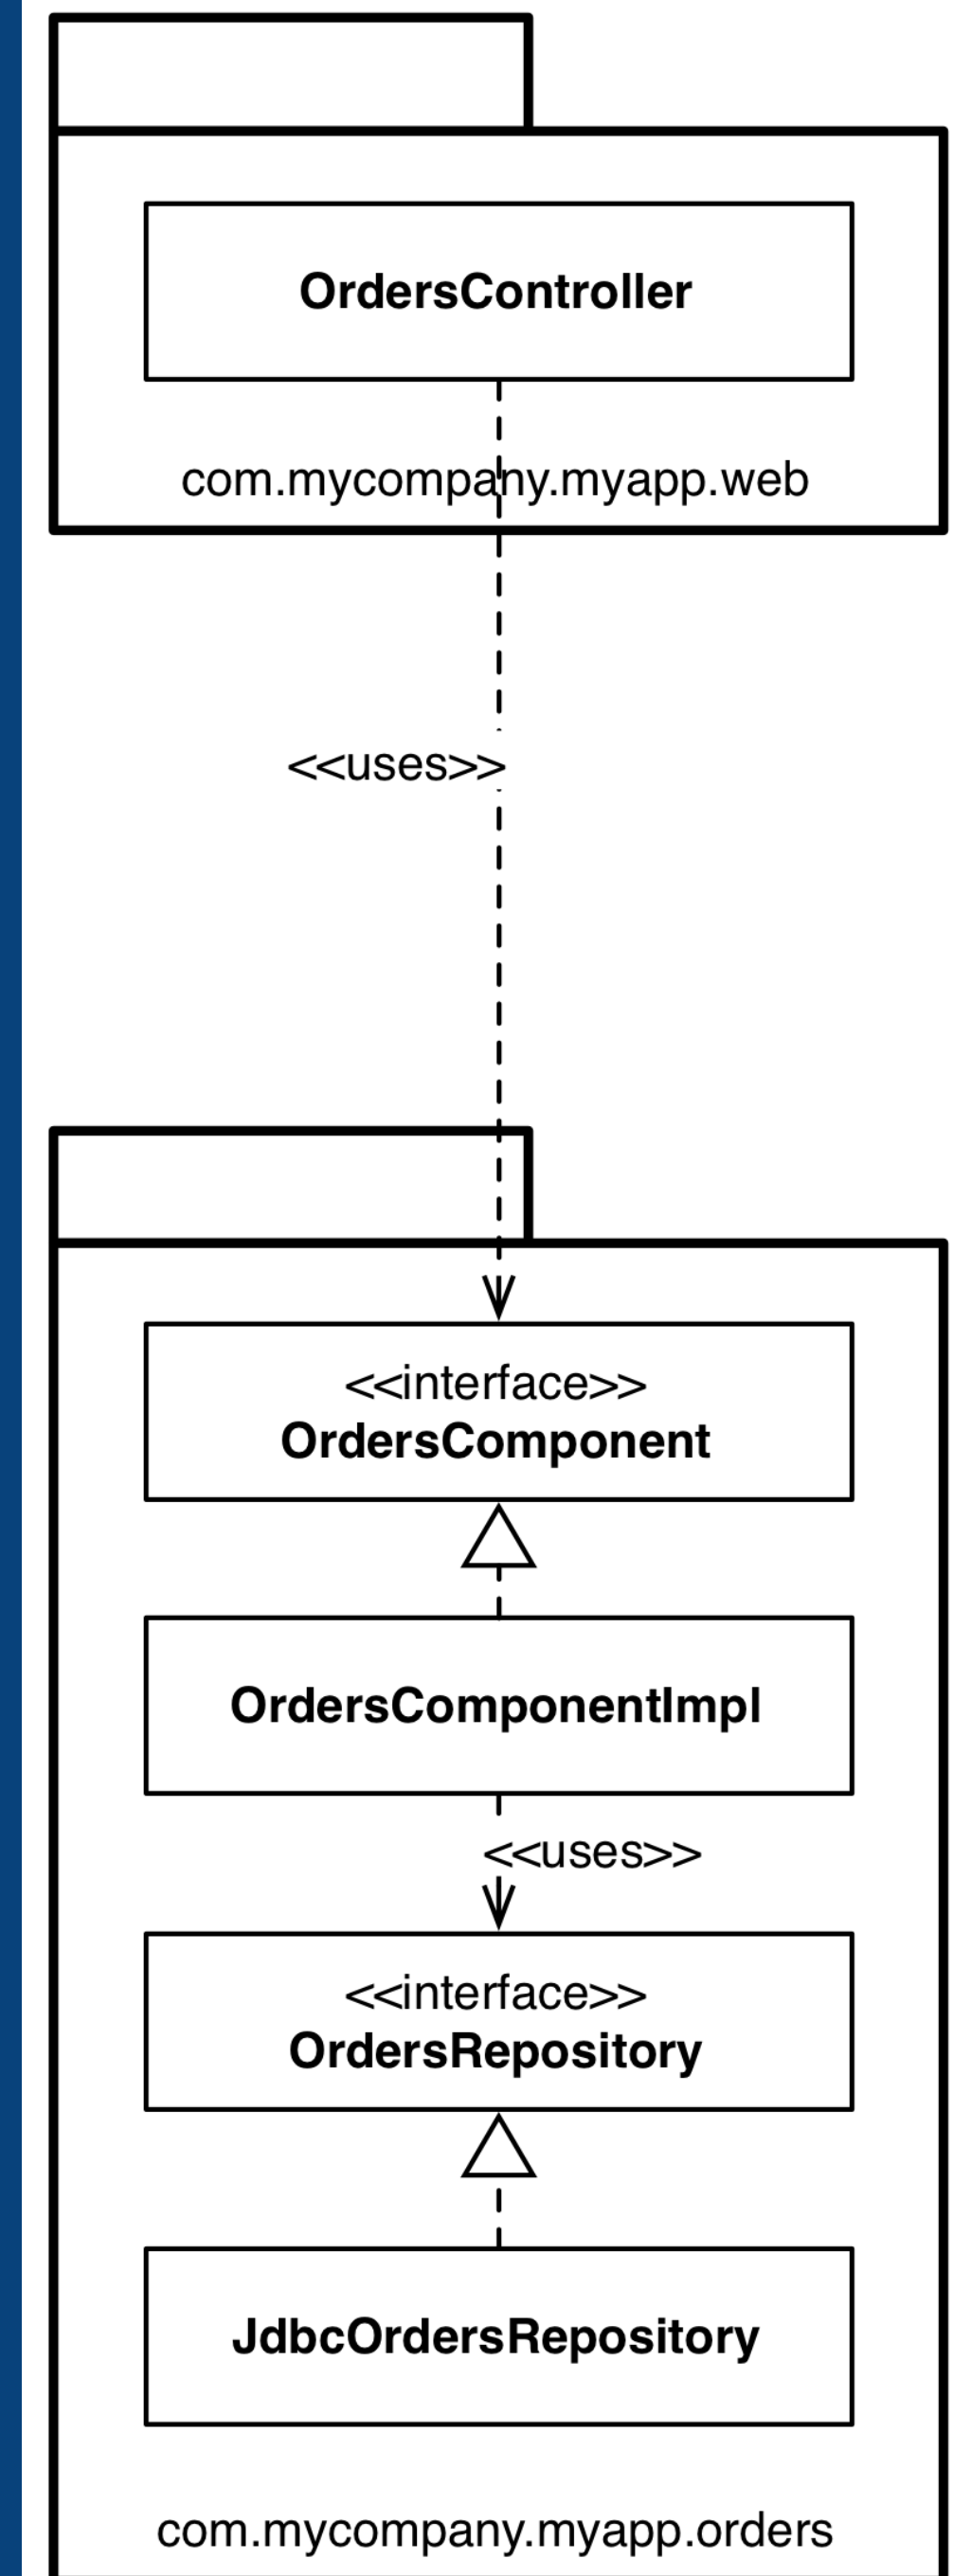 OrdersController
com.mycompany.myapp.web
<<uses>>
<<interface>>
OrdersComponent
OrdersComponentImpl
<<uses>>
<<interface>>
OrdersRepository
JdbcOrdersRepository
com.mycompany.myapp.orders